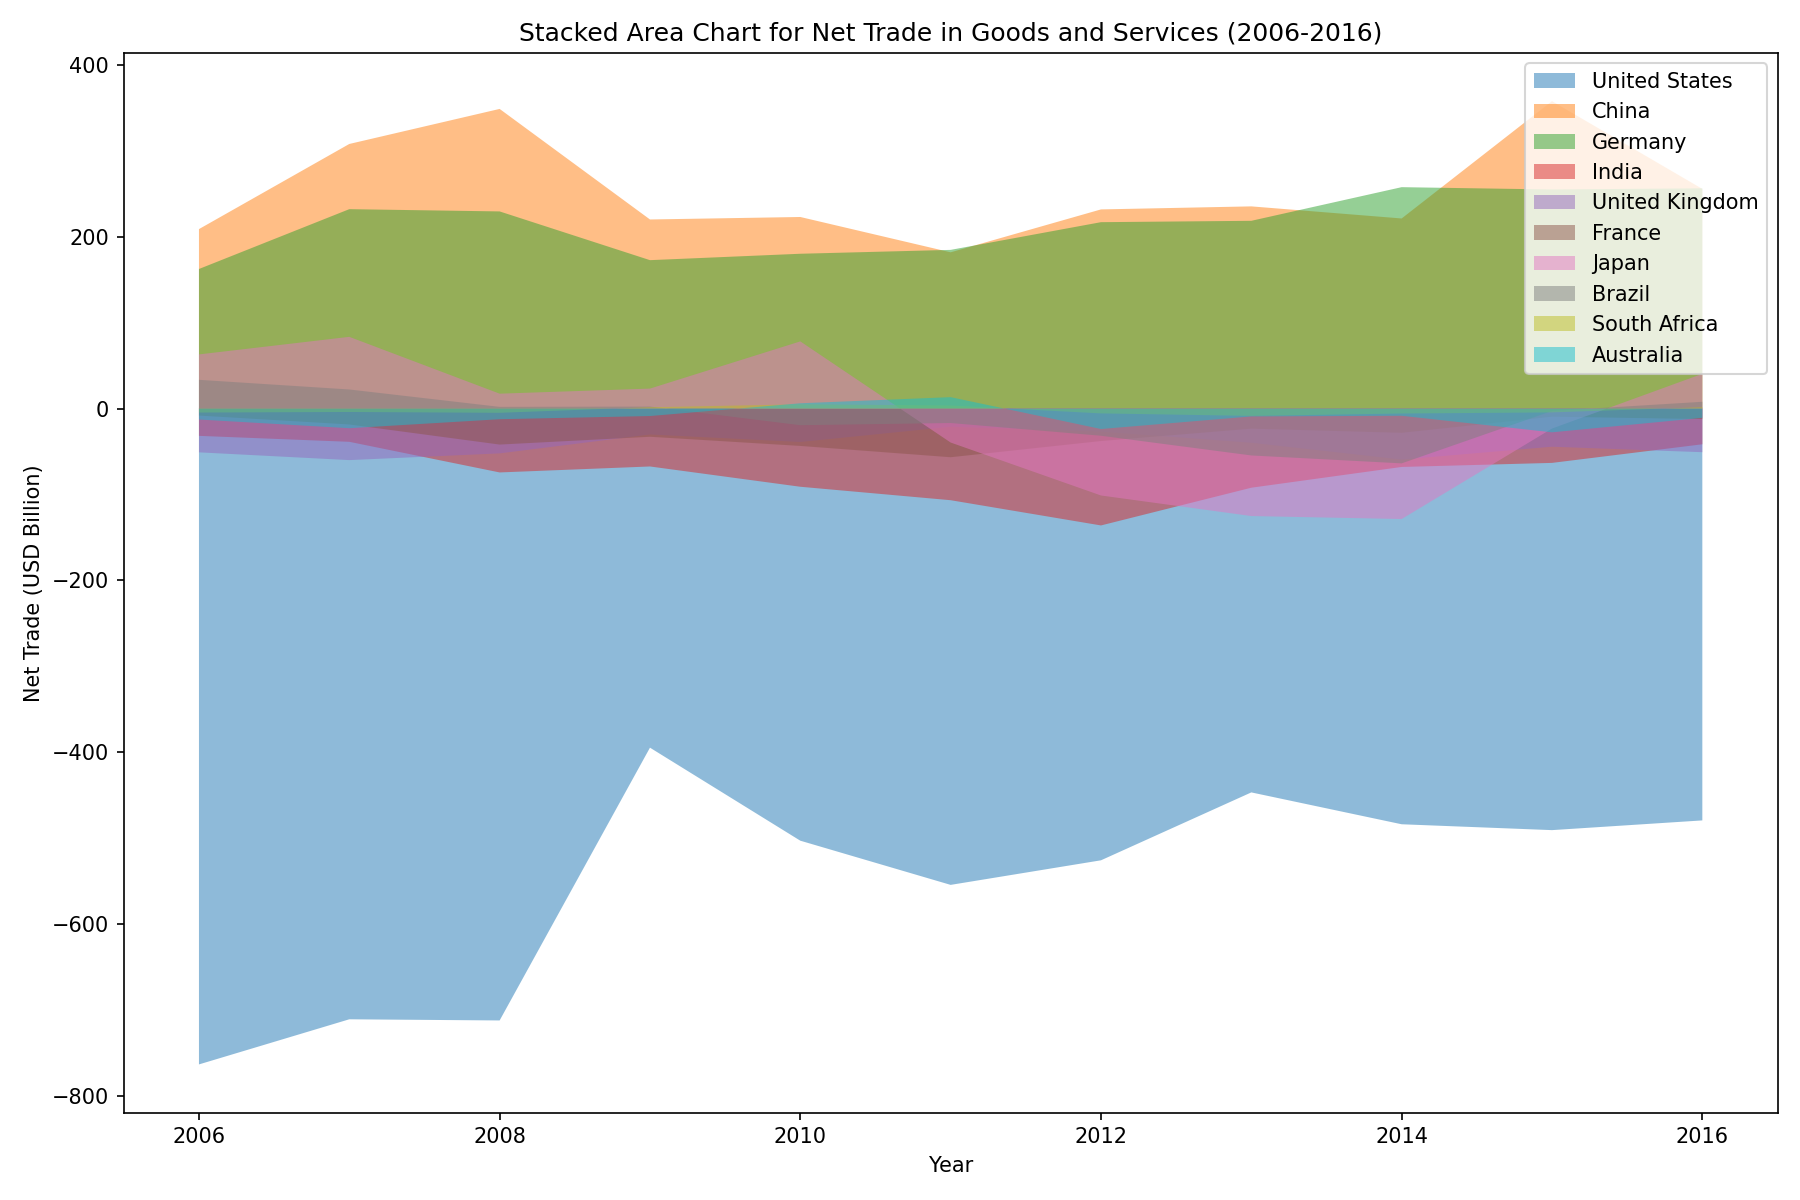 Stacked Area Chart for Net Trade in Goods and Services (2006-2016)
400
200
0
−200
−400
−600
−800
Net Trade (USD Billion)
2006
2008
2010
2012
2014
2016
Year
United States
China
Germany
India
United Kingdom
France
Japan
Brazil
South Africa
Australia